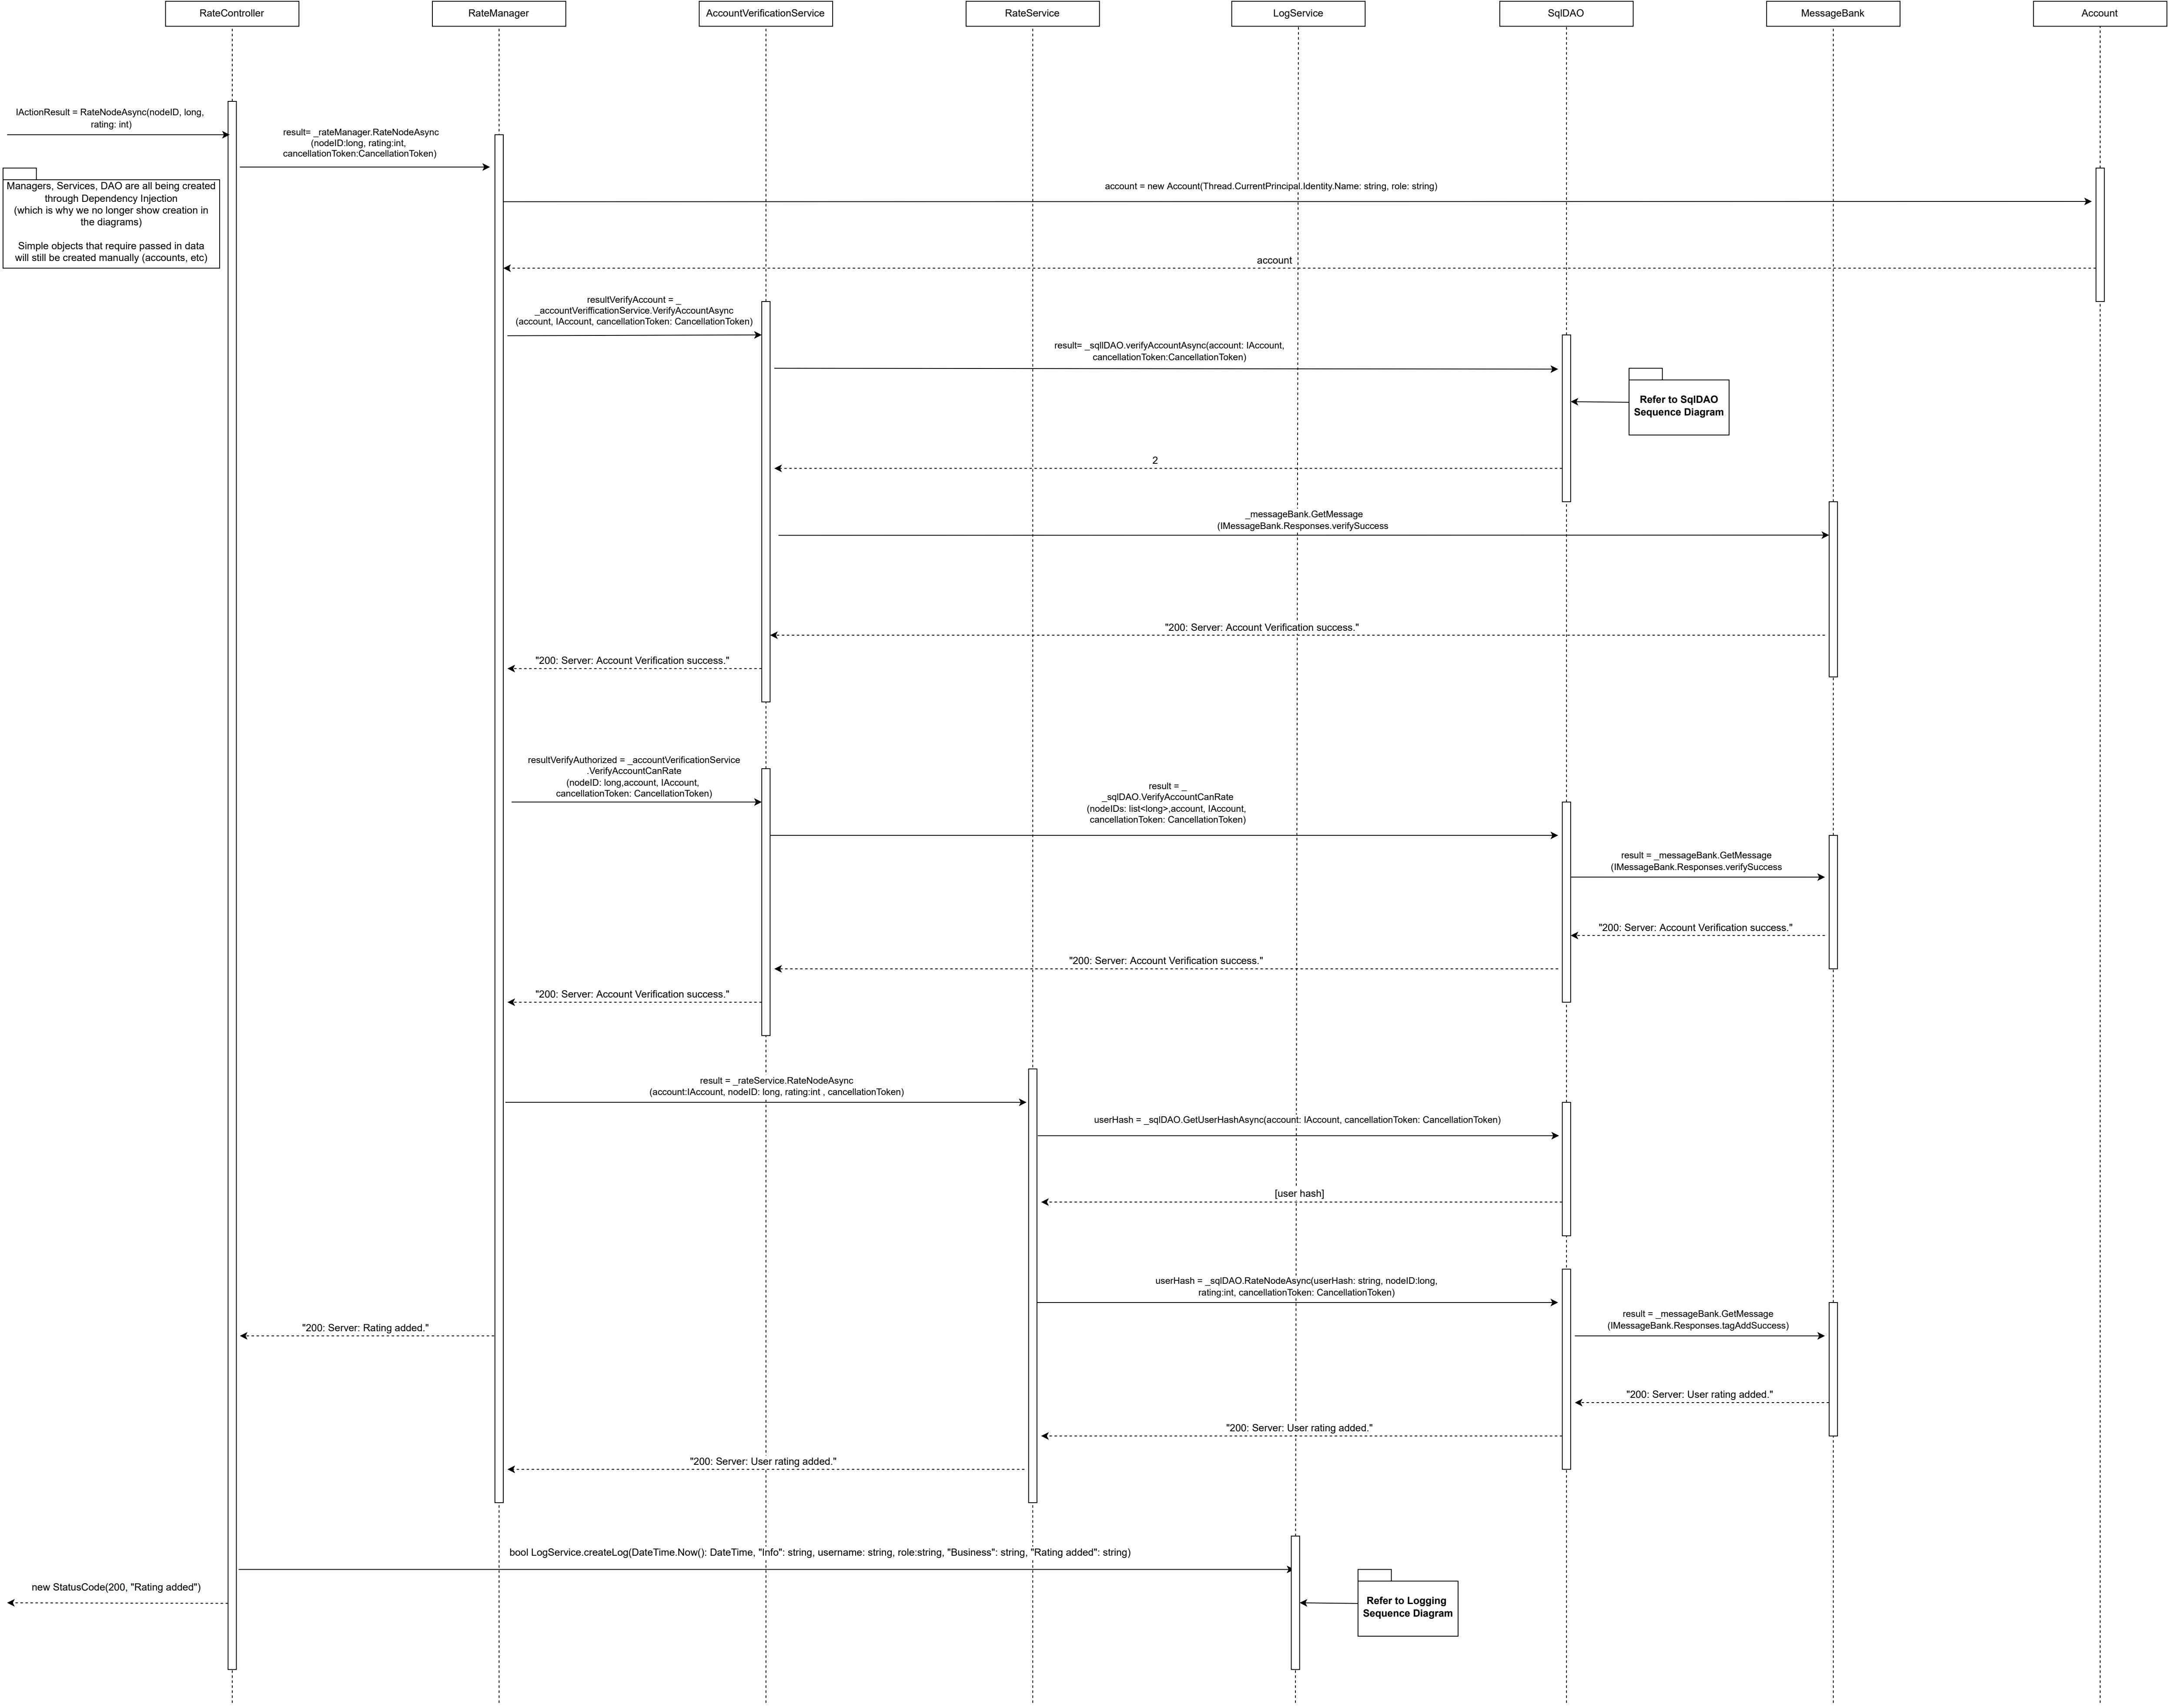 RateController
RateManager
AccountVerificationService
RateService
LogService
SqlDAO
MessageBank
Account
IActionResult = RateNodeAsync(nodeID, long,
rating: int)
result= _rateManager.RateNodeAsync
(nodeID:long, rating:int,
cancellationToken:CancellationToken)
Managers, Services, DAO are all being created
through Dependency Injection
(which is why we no longer show creation in
the diagrams)
Simple objects that require passed in data
will still be created manually (accounts, etc)
account = new Account(Thread.CurrentPrincipal.Identity.Name: string, role: string)
account
resultVerifyAccount = _
_accountVerifficationService.VerifyAccountAsync
(account, IAccount, cancellationToken: CancellationToken)
result= _sqllDAO.verifyAccountAsync(account: IAccount,
cancellationToken:CancellationToken)
Refer to SqlDAO
Sequence Diagram
2
_messageBank.GetMessage
(IMessageBank.Responses.verifySuccess
"200: Server: Account Verification success."
"200: Server: Account Verification success."
resultVerifyAuthorized = _accountVerificationService
.VerifyAccountCanRate
(nodeID: long,account, IAccount,
cancellationToken: CancellationToken)
result = _
_sqlDAO.VerifyAccountCanRate
(nodeIDs: list<long>,account, IAccount,
cancellationToken: CancellationToken)
result = _messageBank.GetMessage
(IMessageBank.Responses.verifySuccess
"200: Server: Account Verification success."
"200: Server: Account Verification success."
"200: Server: Account Verification success."
result = _rateService.RateNodeAsync
(account:IAccount, nodeID: long, rating:int , cancellationToken)
userHash = _sqlDAO.GetUserHashAsync(account: IAccount, cancellationToken: CancellationToken)
[user hash]
userHash = _sqlDAO.RateNodeAsync(userHash: string, nodeID:long,
rating:int, cancellationToken: CancellationToken)
result = _messageBank.GetMessage
(IMessageBank.Responses.tagAddSuccess)
"200: Server: Rating added."
"200: Server: User rating added."
"200: Server: User rating added."
"200: Server: User rating added."
bool LogService.createLog(DateTime.Now(): DateTime, "Info": string, username: string, role:string, "Business": string, "Rating added": string)
new StatusCode(200, "Rating added")
Refer to Logging
Sequence Diagram